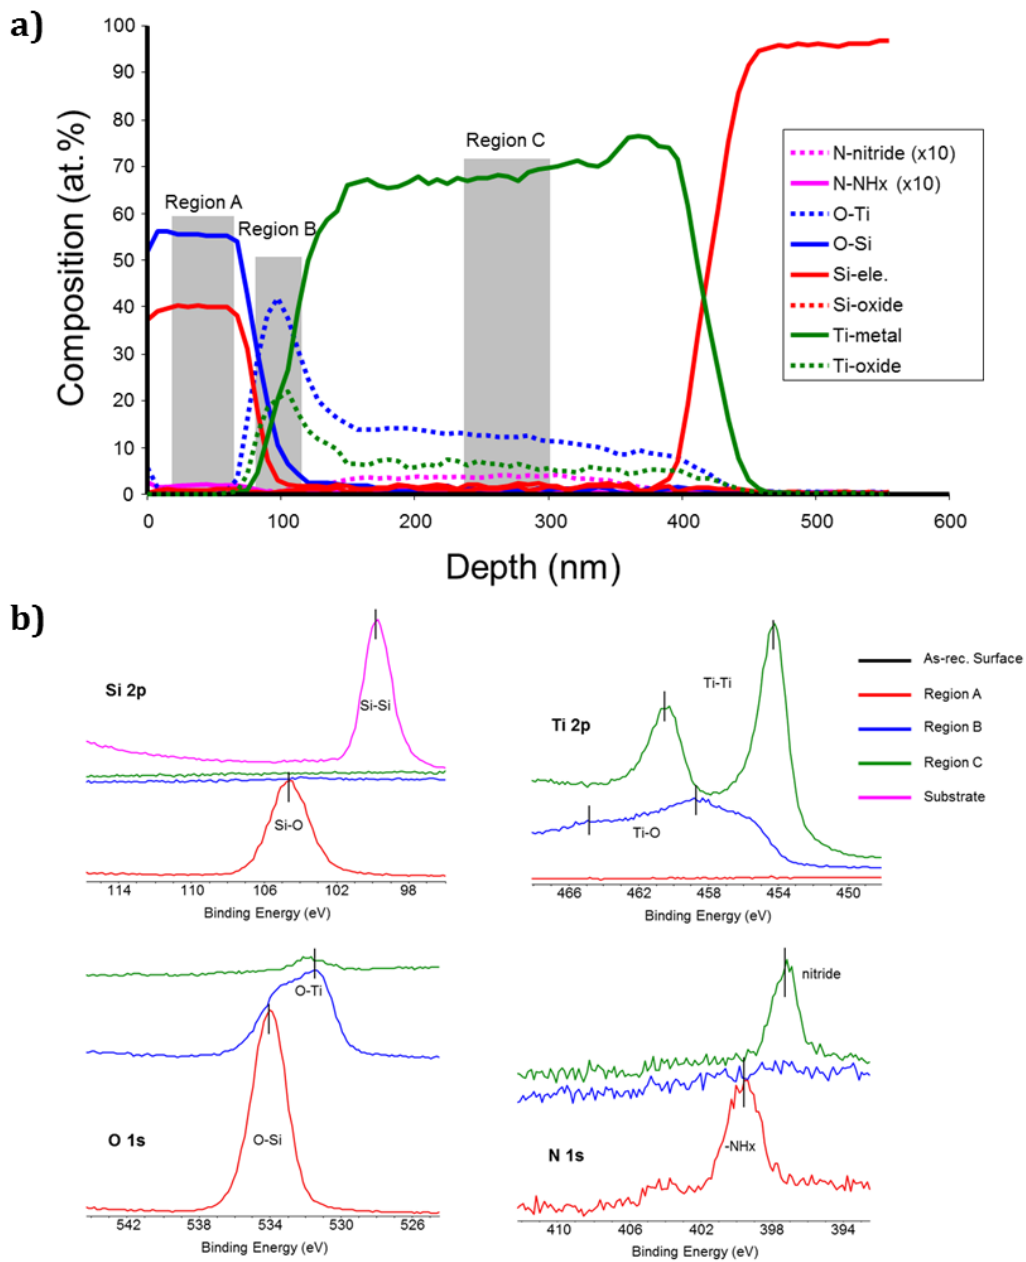 a)
Composition (at.%)
100
90
80
70
60
50
40
30
20
10
0
Region A
Region B
Region C
N-nitride (x10)
N-NHx (x10)
O-Ti
O-Si
Si-ele.
Si-oxide
Ti-metal
Ti-oxide
0 100 200 300 400 500 600
Depth (nm)
b)
Si 2p
Si-Si
Si-O
114 110 106 102 98
Binding Energy (eV)
Ti 2p
Ti-Ti
Ti-O
466 462 458 454 450
Binding Energy (eV)
As-rec. Surface
Region A
Region B
Region C
Substrate
O 1s
O-Ti
O-Si
542 538 534 530 526
Binding Energy (eV)
N 1s
nitride
-NHx
410 406 402 398 394
Binding Energy (eV)